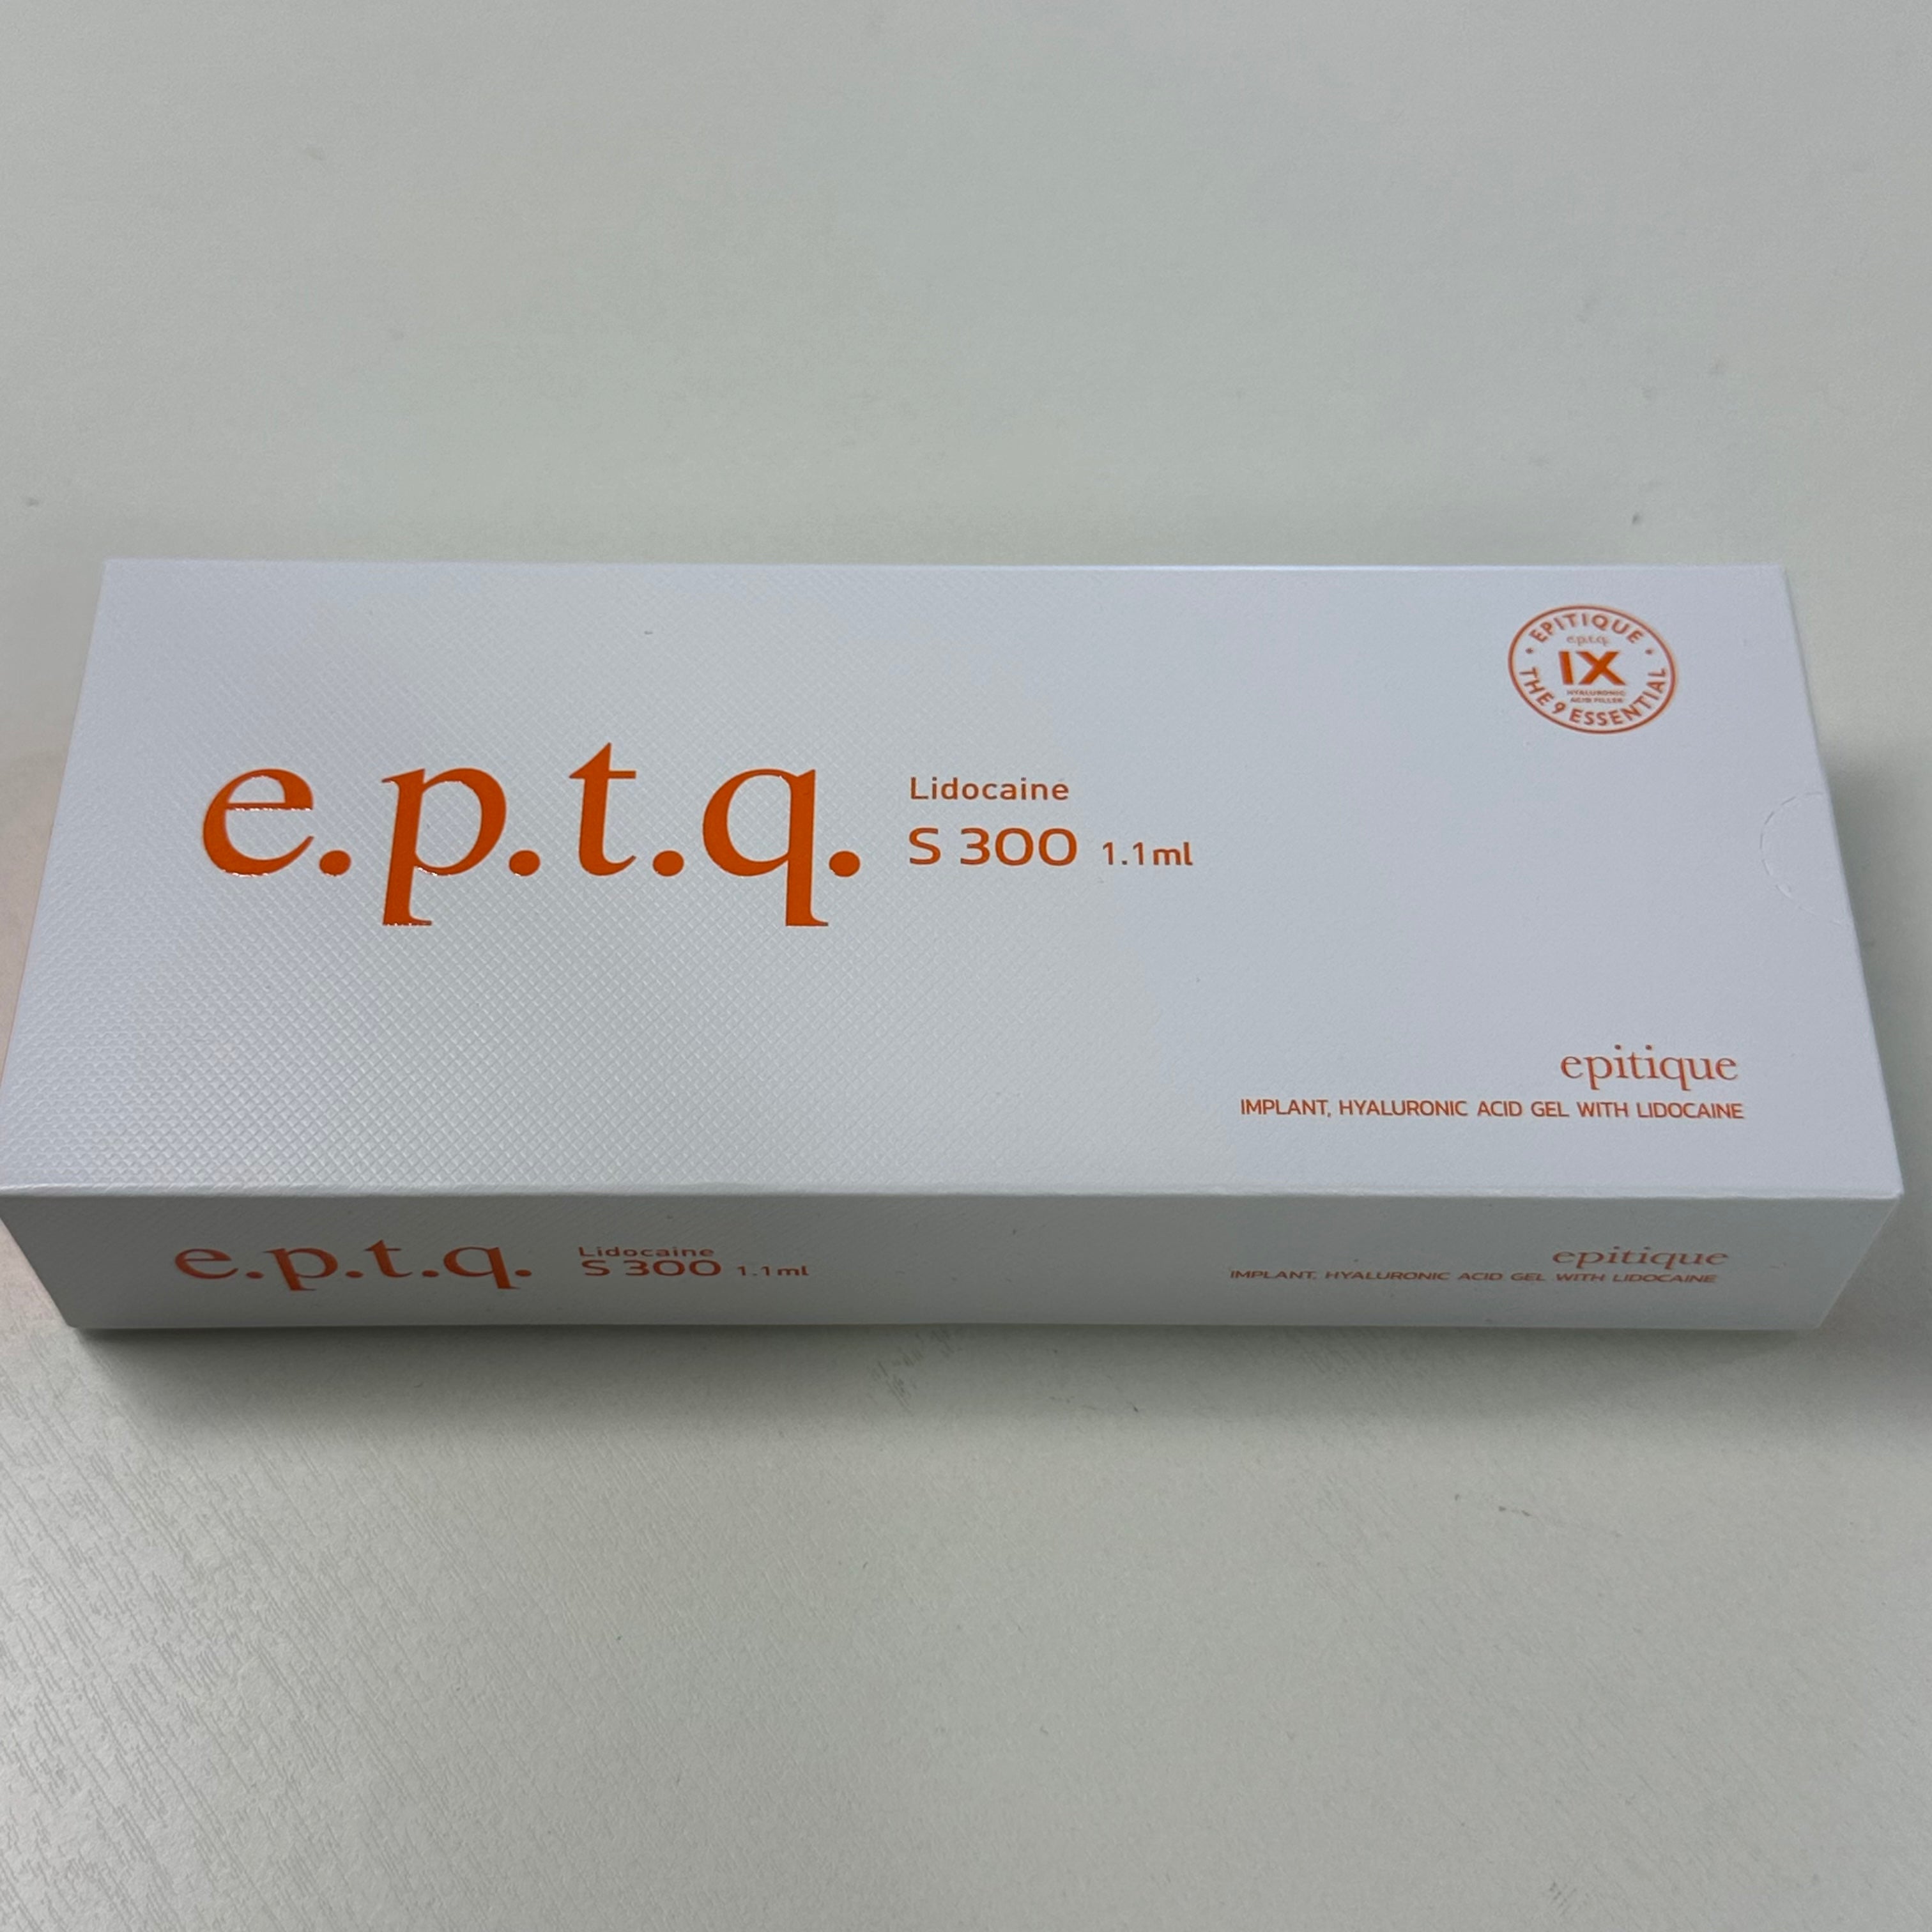 EPITIQUE
e.p.t.q.
IX
HYALURONIC
ACID FILLER
THE 9 ESSENTIAL
e.p.t.q.
Lidocaine
S 300 1.1ml
epitique
IMPLANT, HYALURONIC ACID GEL WITH LIDOCAINE
e.p.t.q.
Lidocaine
S 300 1.1ml
epitique
IMPLANT, HYALURONIC ACID GEL WITH LIDOCAINE